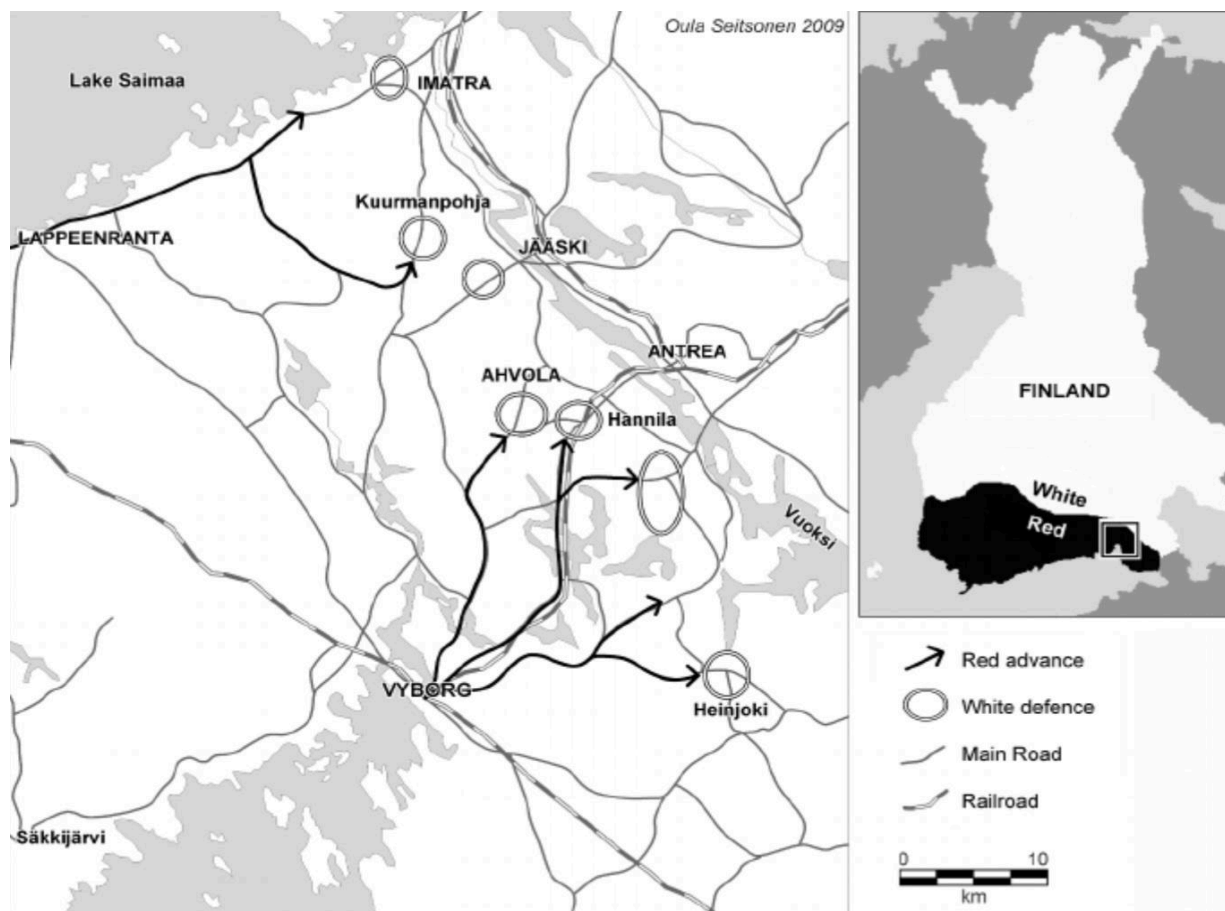 Oula Seitsonen 2009
Lake Saimaa
IMATRA
Kuurmanpohja
LAPPEENRANTA
JÄÄSKI
ANTREA
AHVOLA
Hannila
Vuoksi
VYBORG
Heinjoki
Säkkijärvi
FINLAND
White
Red
Red advance
White defence
Main Road
Railroad
0 10
km